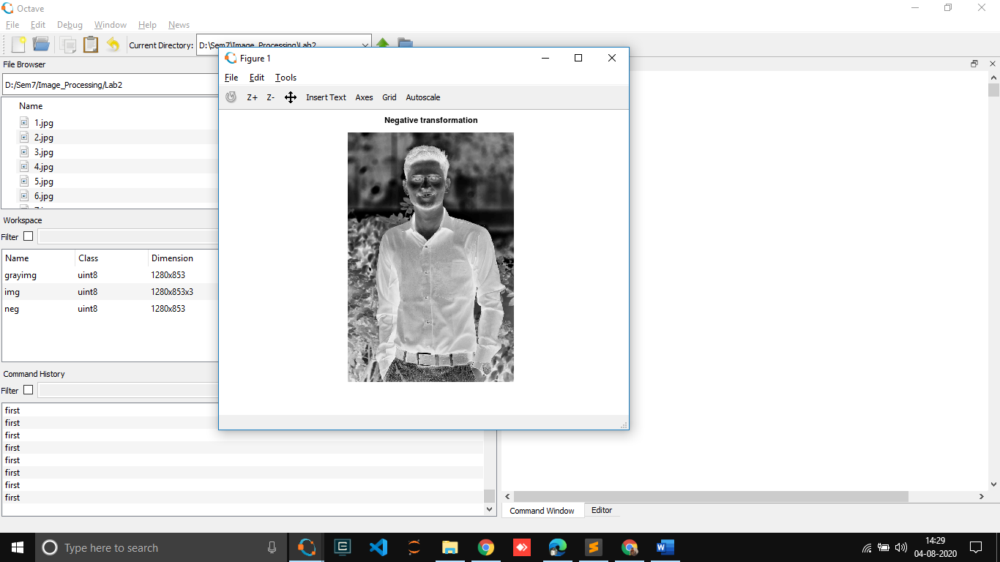 Octave
File Edit Debug Window Help News
Current Directory: D:\Sem7\Image_Processing\Lab2
File Browser
D:/Sem7/Image_Processing/Lab2
Name
1.jpg
2.jpg
3.jpg
4.jpg
5.jpg
6.jpg
Workspace
Filter
Name Class Dimension
grayimg uint8 1280x853
img uint8 1280x853x3
neg uint8 1280x853
Command History
Filter
first
first
first
first
first
first
first
first
Figure 1
File Edit Tools
Z+ Z- Insert Text Axes Grid Autoscale
Negative transformation
Command Window Editor
Type here to search
14:29
04-08-2020